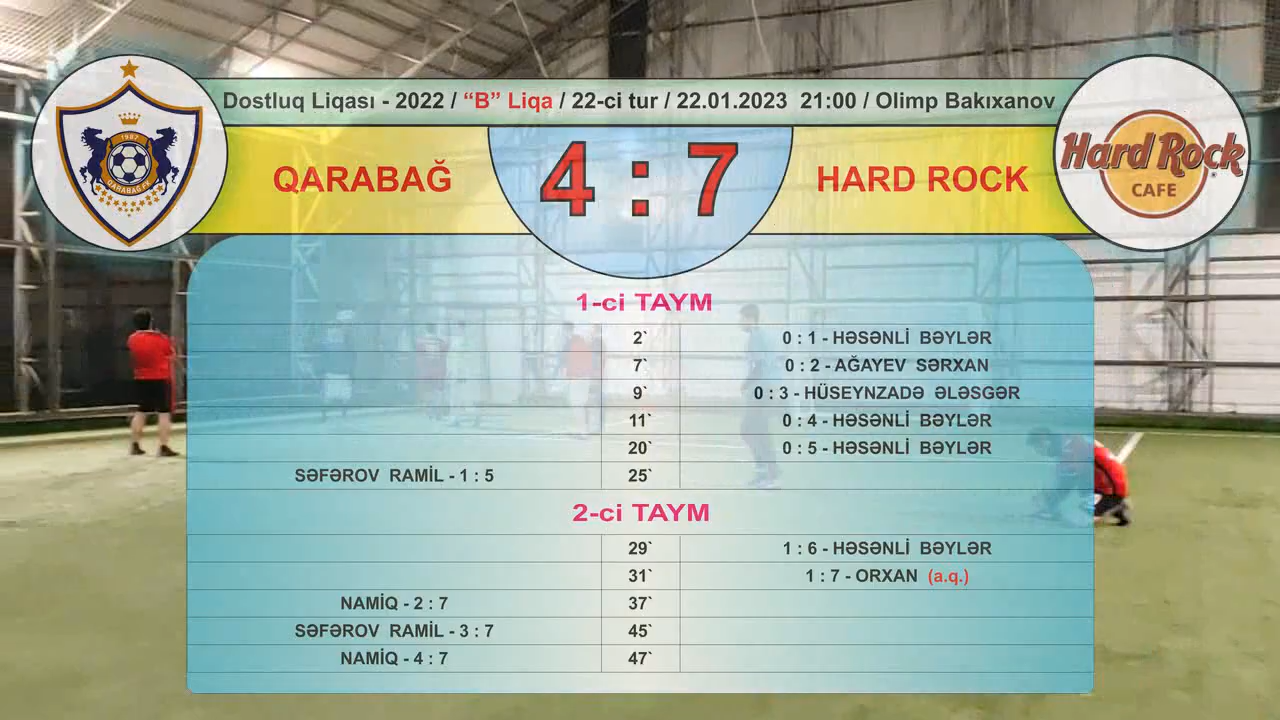 Dostluq Liqası - 2022 / “B” Liqa / 22-ci tur / 22.01.2023 21:00 / Olimp Bakıxanov
1987
QARABAĞ FK
QARABAĞ 4 : 7 HARD ROCK
Hard Rock
CAFE
1-ci TAYM
2` 0 : 1 - HƏSƏNLİ BƏYLƏR
7` 0 : 2 - AĞAYEV SƏRXAN
9` 0 : 3 - HÜSEYNZADƏ ƏLƏSGƏR
11` 0 : 4 - HƏSƏNLİ BƏYLƏR
20` 0 : 5 - HƏSƏNLİ BƏYLƏR
SƏFƏROV RAMİL - 1 : 5 25`
2-ci TAYM
29` 1 : 6 - HƏSƏNLİ BƏYLƏR
31` 1 : 7 - ORXAN (a.q.)
NAMİQ - 2 : 7 37`
SƏFƏROV RAMİL - 3 : 7 45`
NAMİQ - 4 : 7 47`